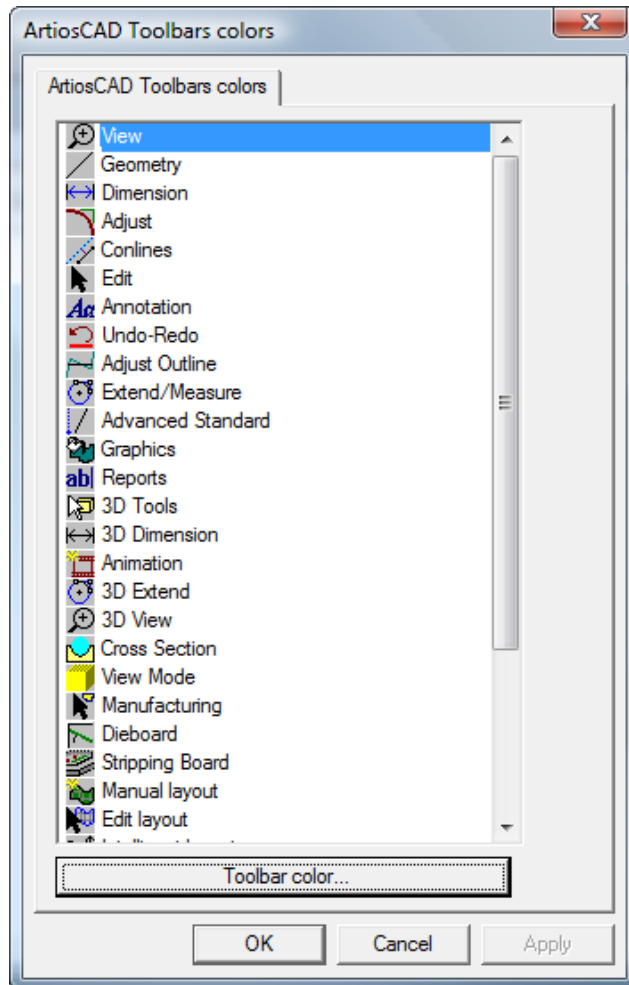 ArtiosCAD Toolbars colors
ArtiosCAD Toolbars colors
View
Geometry
Dimension
Adjust
Conlines
Edit
Aa Annotation
Undo-Redo
Adjust Outline
Extend/Measure
Advanced Standard
Graphics
ab Reports
3D Tools
3D Dimension
Animation
3D Extend
3D View
Cross Section
View Mode
Manufacturing
Dieboard
Stripping Board
Manual layout
Edit layout
Toolbar color...
OK Cancel Apply